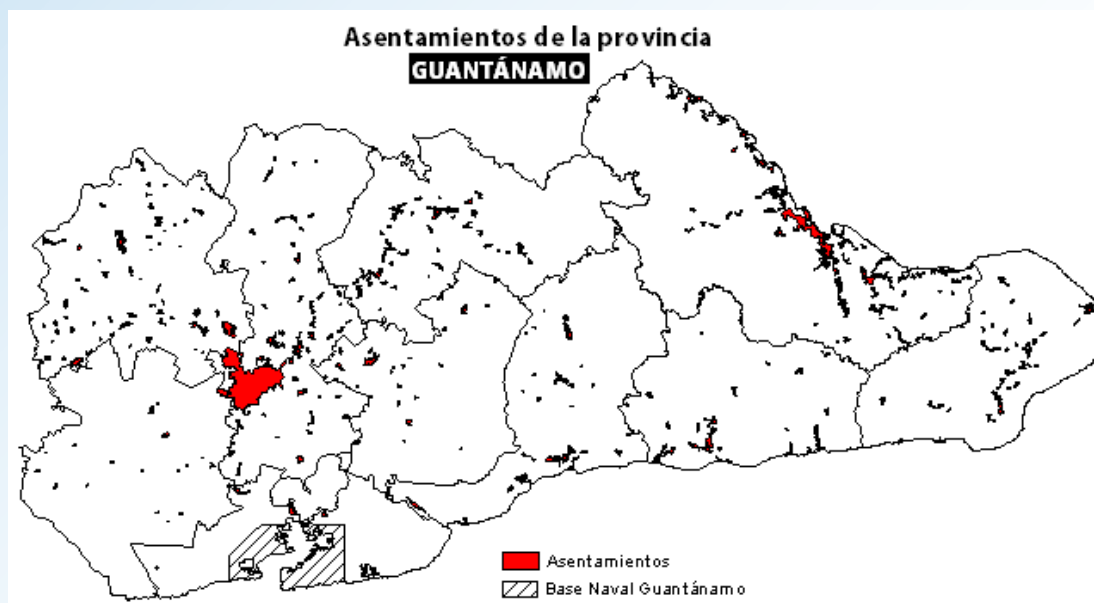 Asentamientos de la provincia
GUANTÁNAMO
Asentamientos
Base Naval Guantánamo